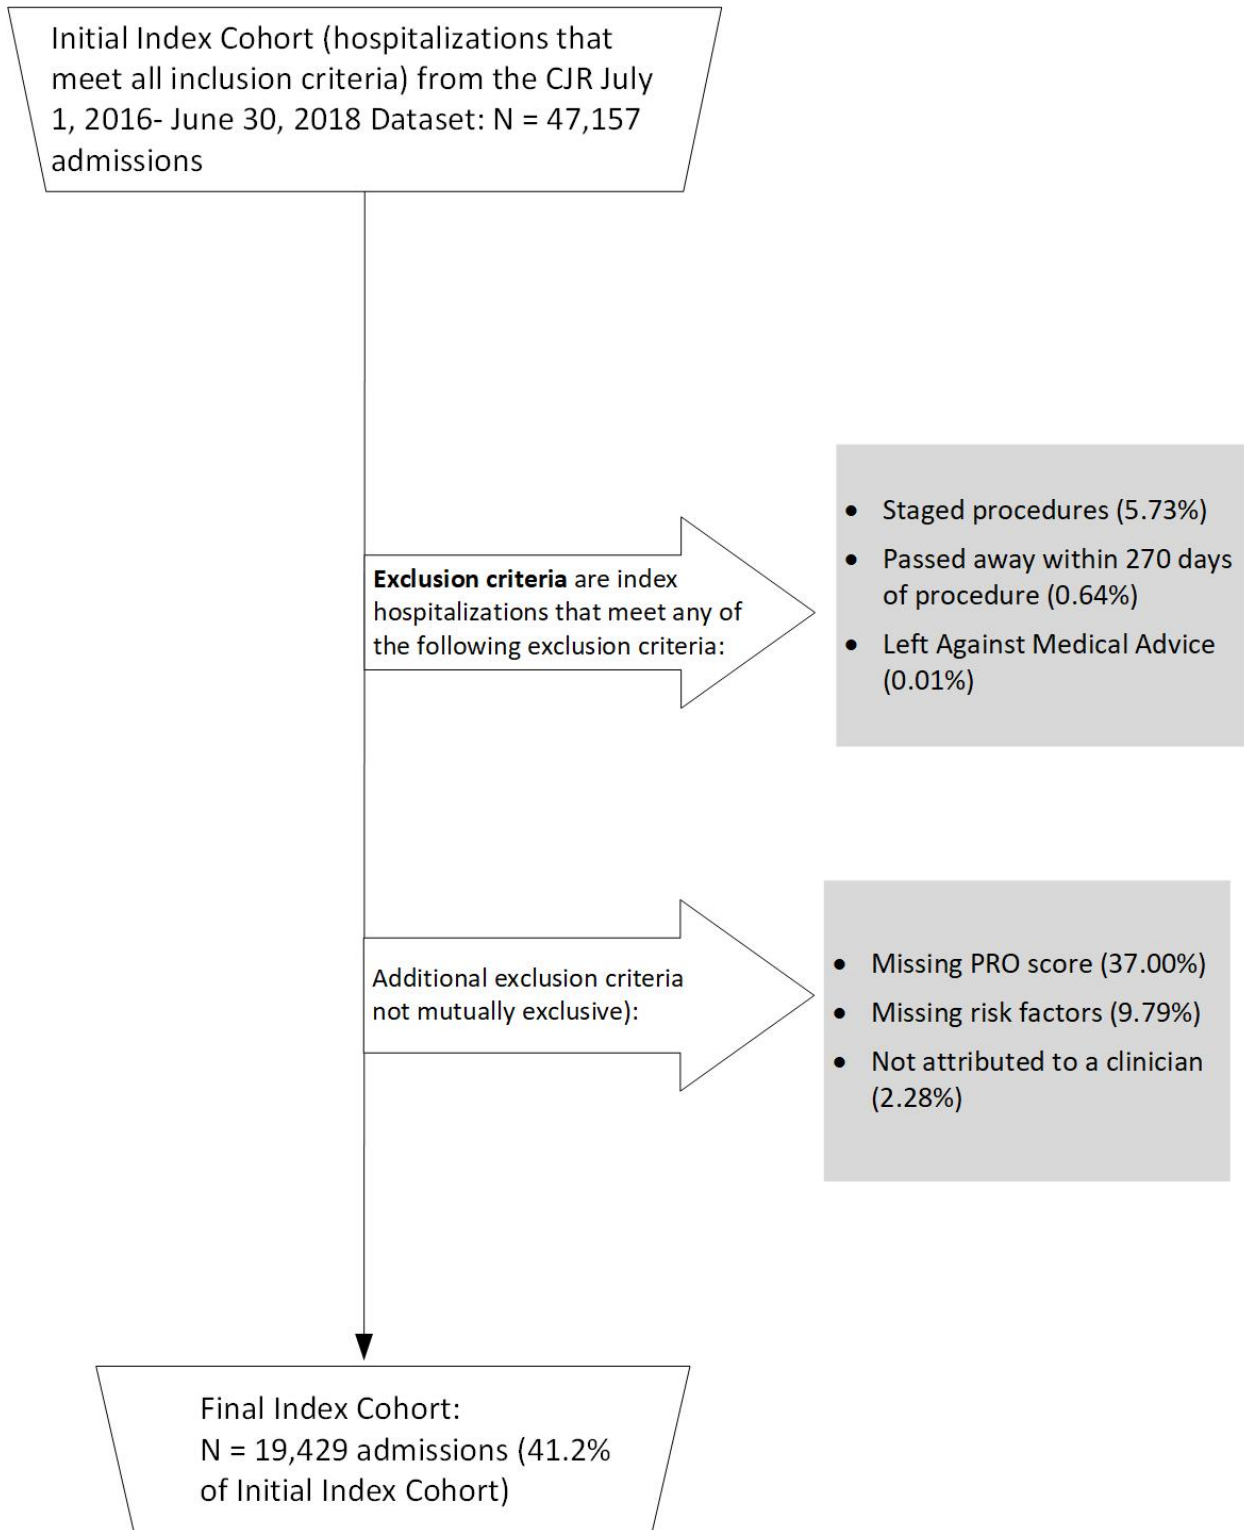 Initial Index Cohort (hospitalizations that
meet all inclusion criteria) from the CJR July
1, 2016- June 30, 2018 Dataset: N = 47,157
admissions
Exclusion criteria are index
hospitalizations that meet any of
the following exclusion criteria:
• Staged procedures (5.73%)
• Passed away within 270 days
of procedure (0.64%)
• Left Against Medical Advice
(0.01%)
Additional exclusion criteria
not mutually exclusive):
• Missing PRO score (37.00%)
• Missing risk factors (9.79%)
• Not attributed to a clinician
(2.28%)
Final Index Cohort:
N = 19,429 admissions (41.2%
of Initial Index Cohort)